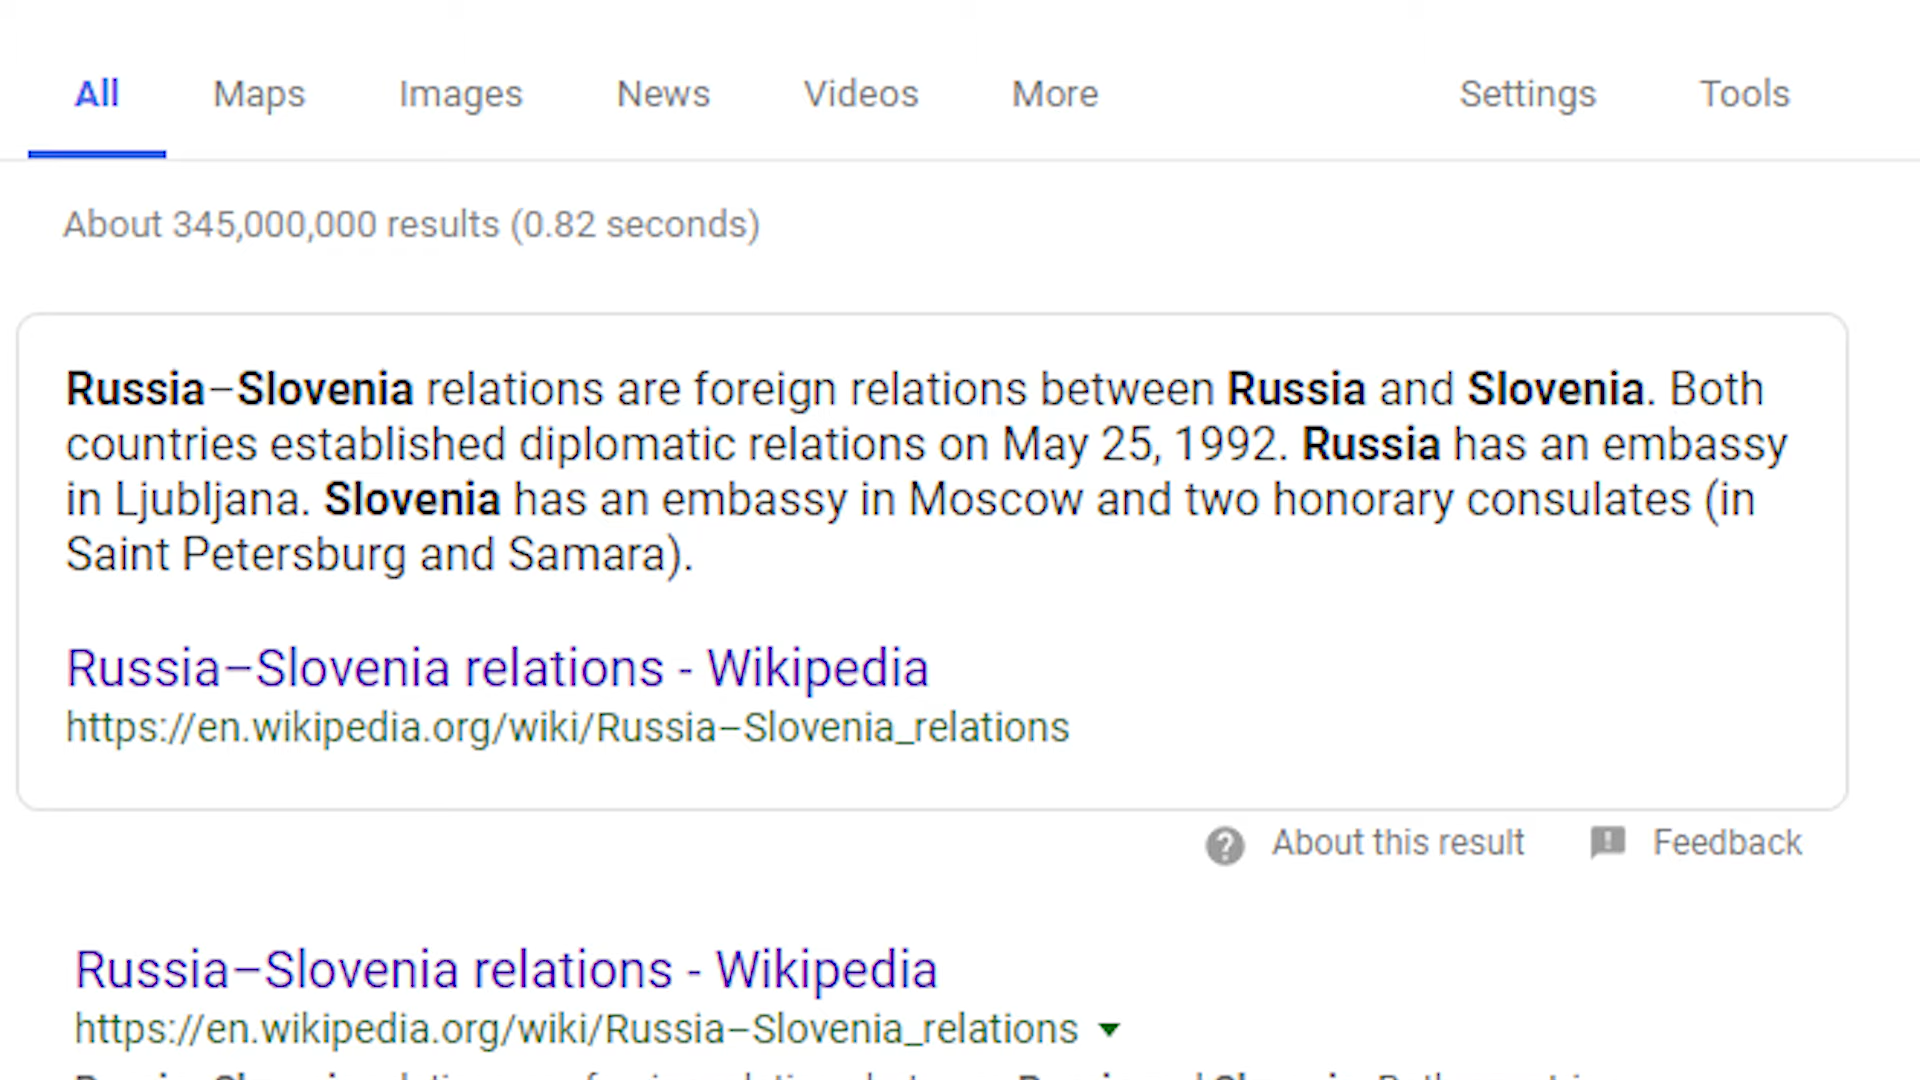 All Maps Images News Videos More Settings Tools
About 345,000,000 results (0.82 seconds)
Russia–Slovenia relations are foreign relations between Russia and Slovenia. Both
countries established diplomatic relations on May 25, 1992. Russia has an embassy
in Ljubljana. Slovenia has an embassy in Moscow and two honorary consulates (in
Saint Petersburg and Samara).
Russia–Slovenia relations - Wikipedia
https://en.wikipedia.org/wiki/Russia–Slovenia_relations
About this result Feedback
Russia–Slovenia relations - Wikipedia
https://en.wikipedia.org/wiki/Russia–Slovenia_relations